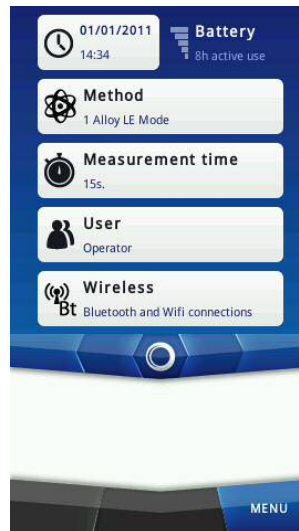 01/01/2011
14:34
Battery
8h active use
Method
1 Alloy LE Mode
Measurement time
15s.
User
Operator
Wireless
Bt
Bluetooth and Wifi connections
MENU